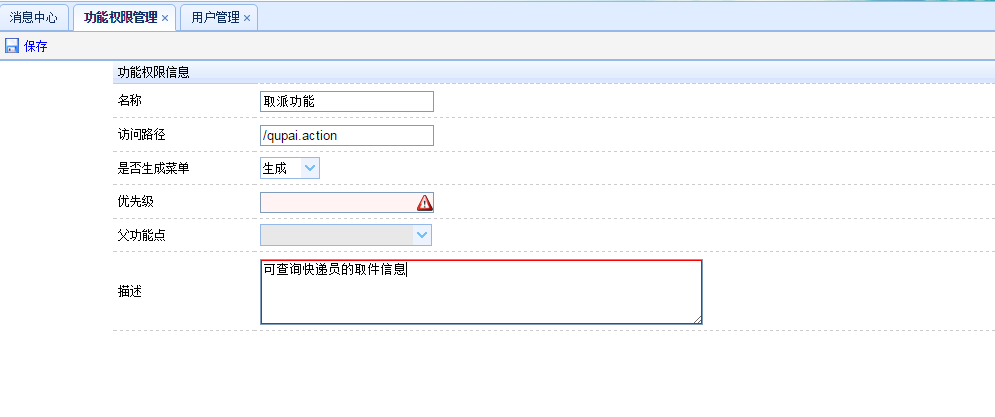 消息中心 功能权限管理 用户管理
保存
功能权限信息
名称 取派功能
访问路径 /qupai.action
是否生成菜单 生成
优先级
父功能点
描述 可查询快递员的取件信息